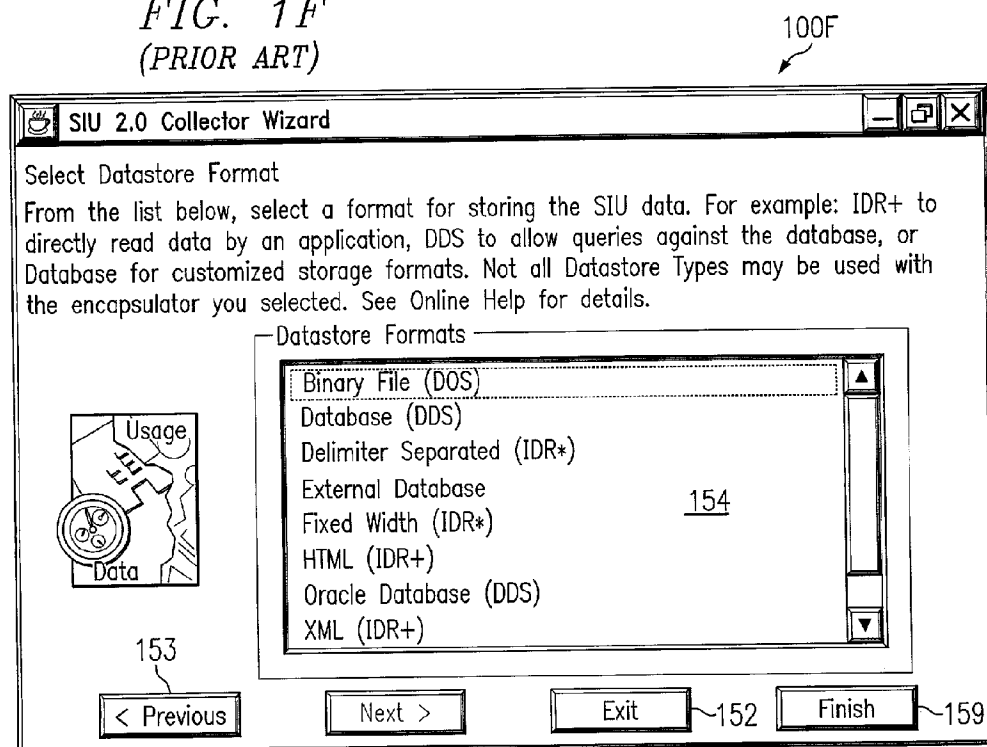 FIG. 1F
(PRIOR ART)
100F
SIU 2.0 Collector Wizard
Select Datastore Format
From the list below, select a format for storing the SIU data. For example: IDR+ to
directly read data by an application, DDS to allow queries against the database, or
Database for customized storage formats. Not all Datastore Types may be used with
the encapsulator you selected. See Online Help for details.
Datastore Formats
Binary File (DOS)
Database (DDS)
Delimiter Separated (IDR*)
External Database
154
Fixed Width (IDR*)
HTML (IDR+)
Oracle Database (DDS)
XML (IDR+)
Usage
Data
153
< Previous
Next >
Exit
152
Finish
159